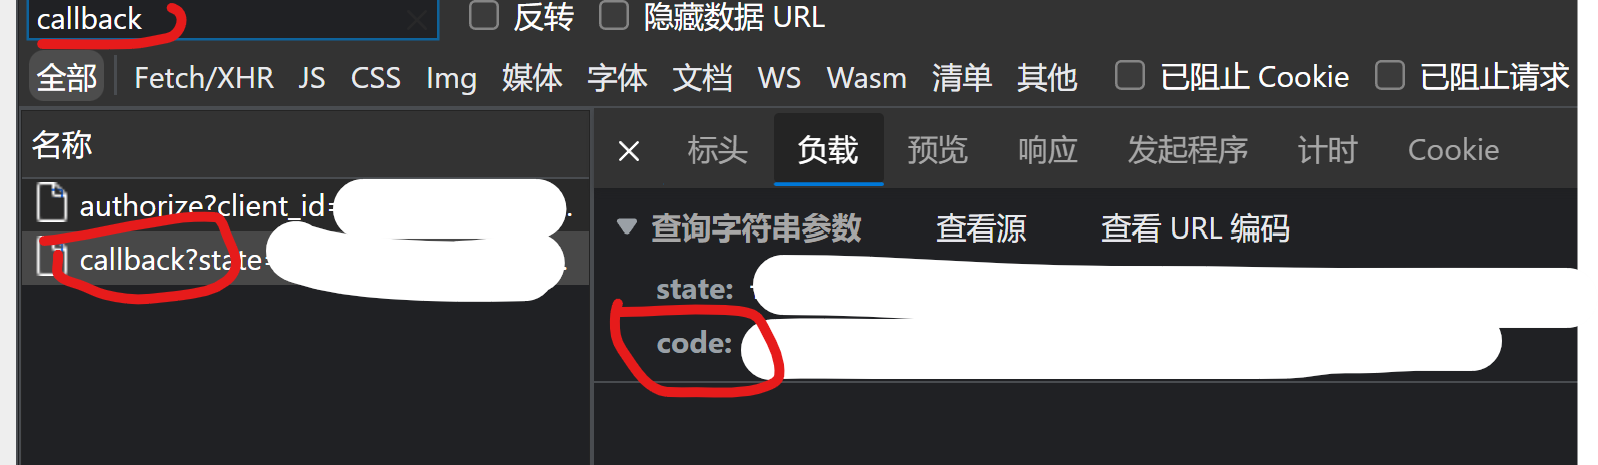 callback
反转
隐藏数据 URL
全部 Fetch/XHR JS CSS Img 媒体 字体 文档 WS Wasm 清单 其他 已阻止 Cookie 已阻止请求
名称
标头 负载 预览 响应 发起程序 计时 Cookie
authorize?client_id=
callback?state=
查询字符串参数 查看源 查看 URL 编码
state:
code: